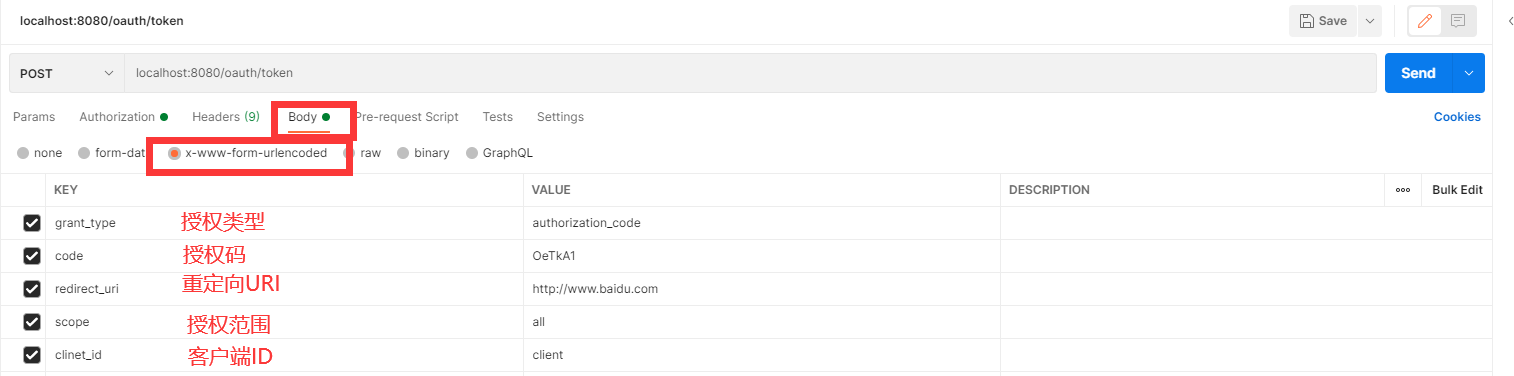 localhost:8080/oauth/token
Save
POST localhost:8080/oauth/token Send
Params Authorization Headers (9) Body Pre-request Script Tests Settings Cookies
none form-dat x-www-form-urlencoded raw binary GraphQL
KEY VALUE DESCRIPTION ooo Bulk Edit
grant_type 授权类型 authorization_code
code 授权码 OeTkA1
redirect_uri 重定向URI http://www.baidu.com
scope 授权范围 all
clinet_id 客户端ID client